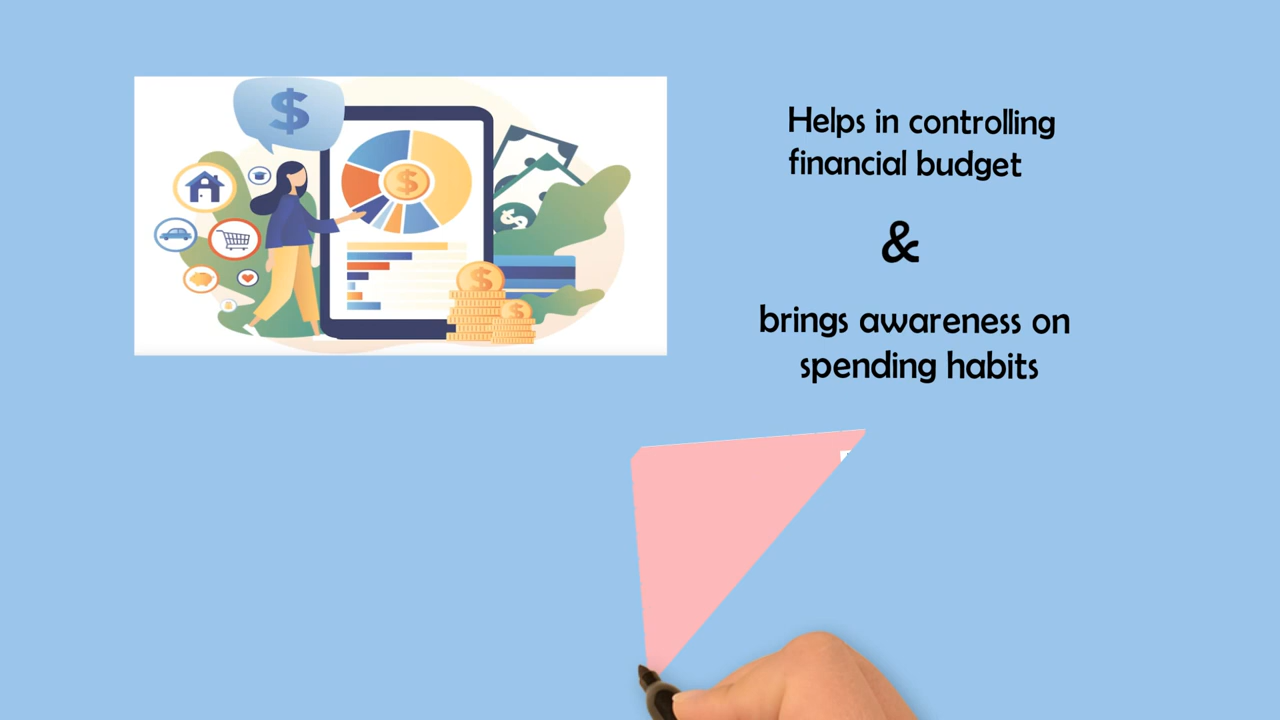 $
$
$
$
$
Helps in controlling
financial budget
&
brings awareness on
spending habits